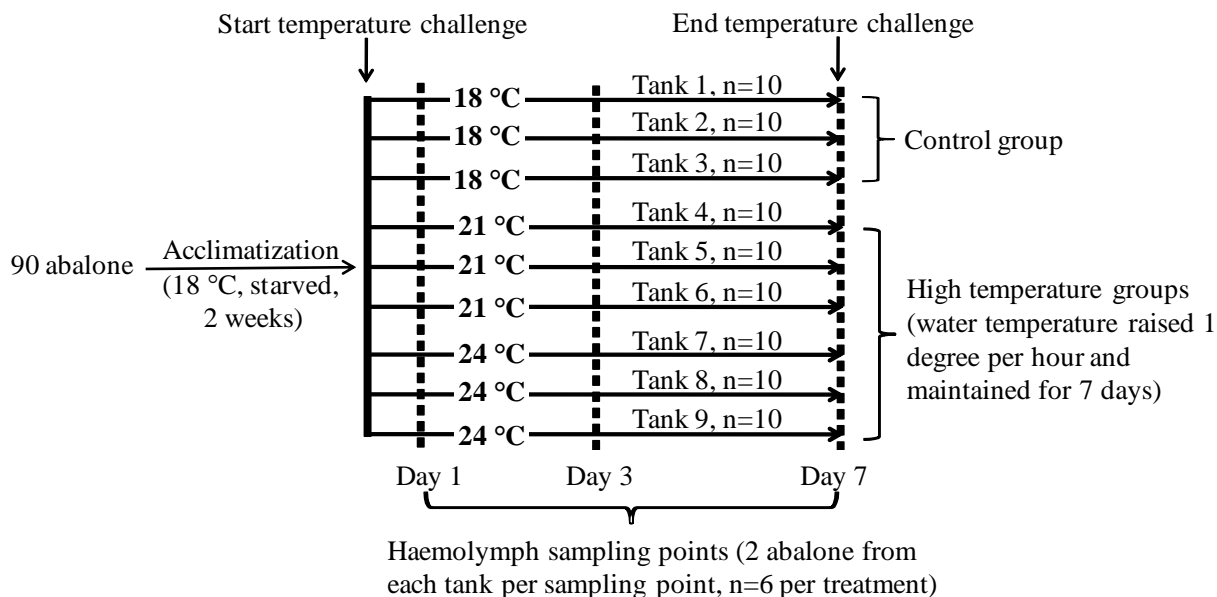 Start temperature challenge
End temperature challenge
18 °C
Tank 1, n=10
18 °C
Tank 2, n=10
18 °C
Tank 3, n=10
Control group
21 °C
Tank 4, n=10
21 °C
Tank 5, n=10
21 °C
Tank 6, n=10
24 °C
Tank 7, n=10
24 °C
Tank 8, n=10
24 °C
Tank 9, n=10
90 abalone
Acclimatization
(18 °C, starved,
2 weeks)
High temperature groups
(water temperature raised 1
degree per hour and
maintained for 7 days)
Day 1
Day 3
Day 7
Haemolymph sampling points (2 abalone from
each tank per sampling point, n=6 per treatment)